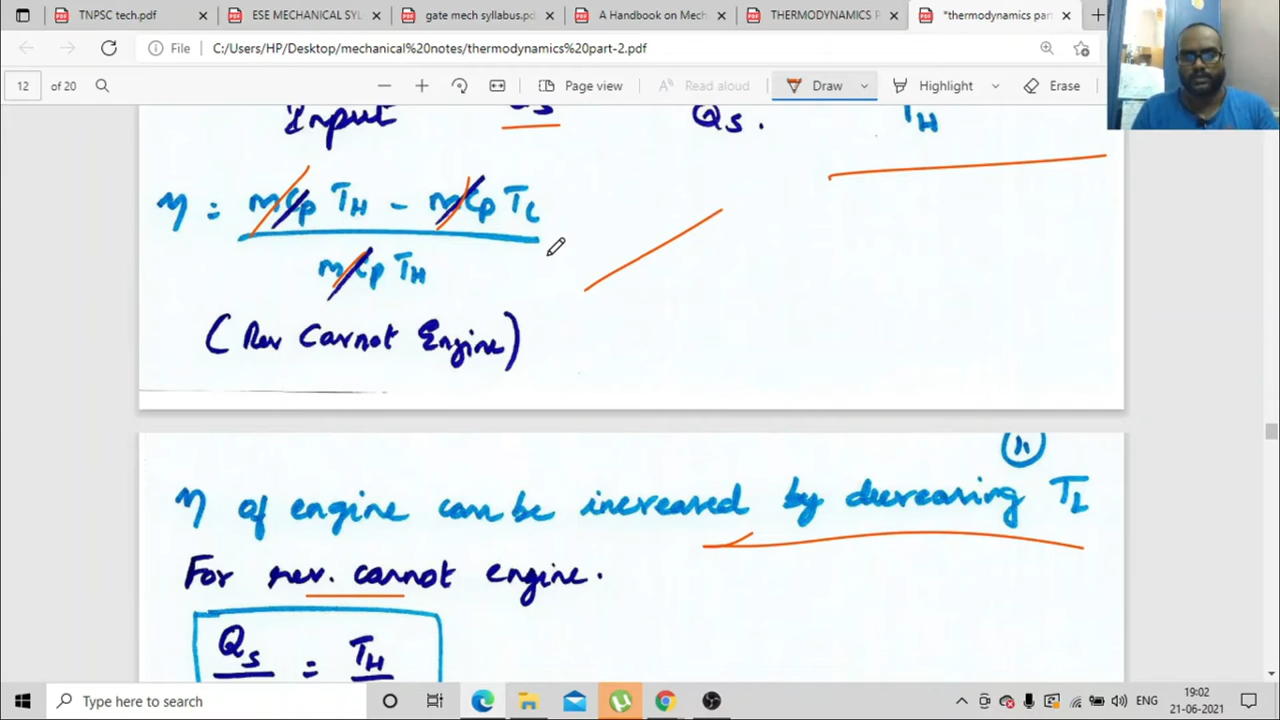 TNPSC tech.pdf
ESE MECHANICAL SYL
gate mech syllabus.pd
A Handbook on Mech
THERMODYNAMICS P
*thermodynamics par
File
C:/Users/HP/Desktop/mechanical%20notes/thermodynamics%20part-2.pdf
12 of 20
Page view
Read aloud
Draw
Highlight
Erase
Input QS. TH
η = mCp TH - mCp TL
mCp TH
(Rev Carnot Engine)
11
η of engine can be increased by decreasing TL
For rev. carnot engine.
QS = TH
Type here to search
ENG
19:02
21-06-2021